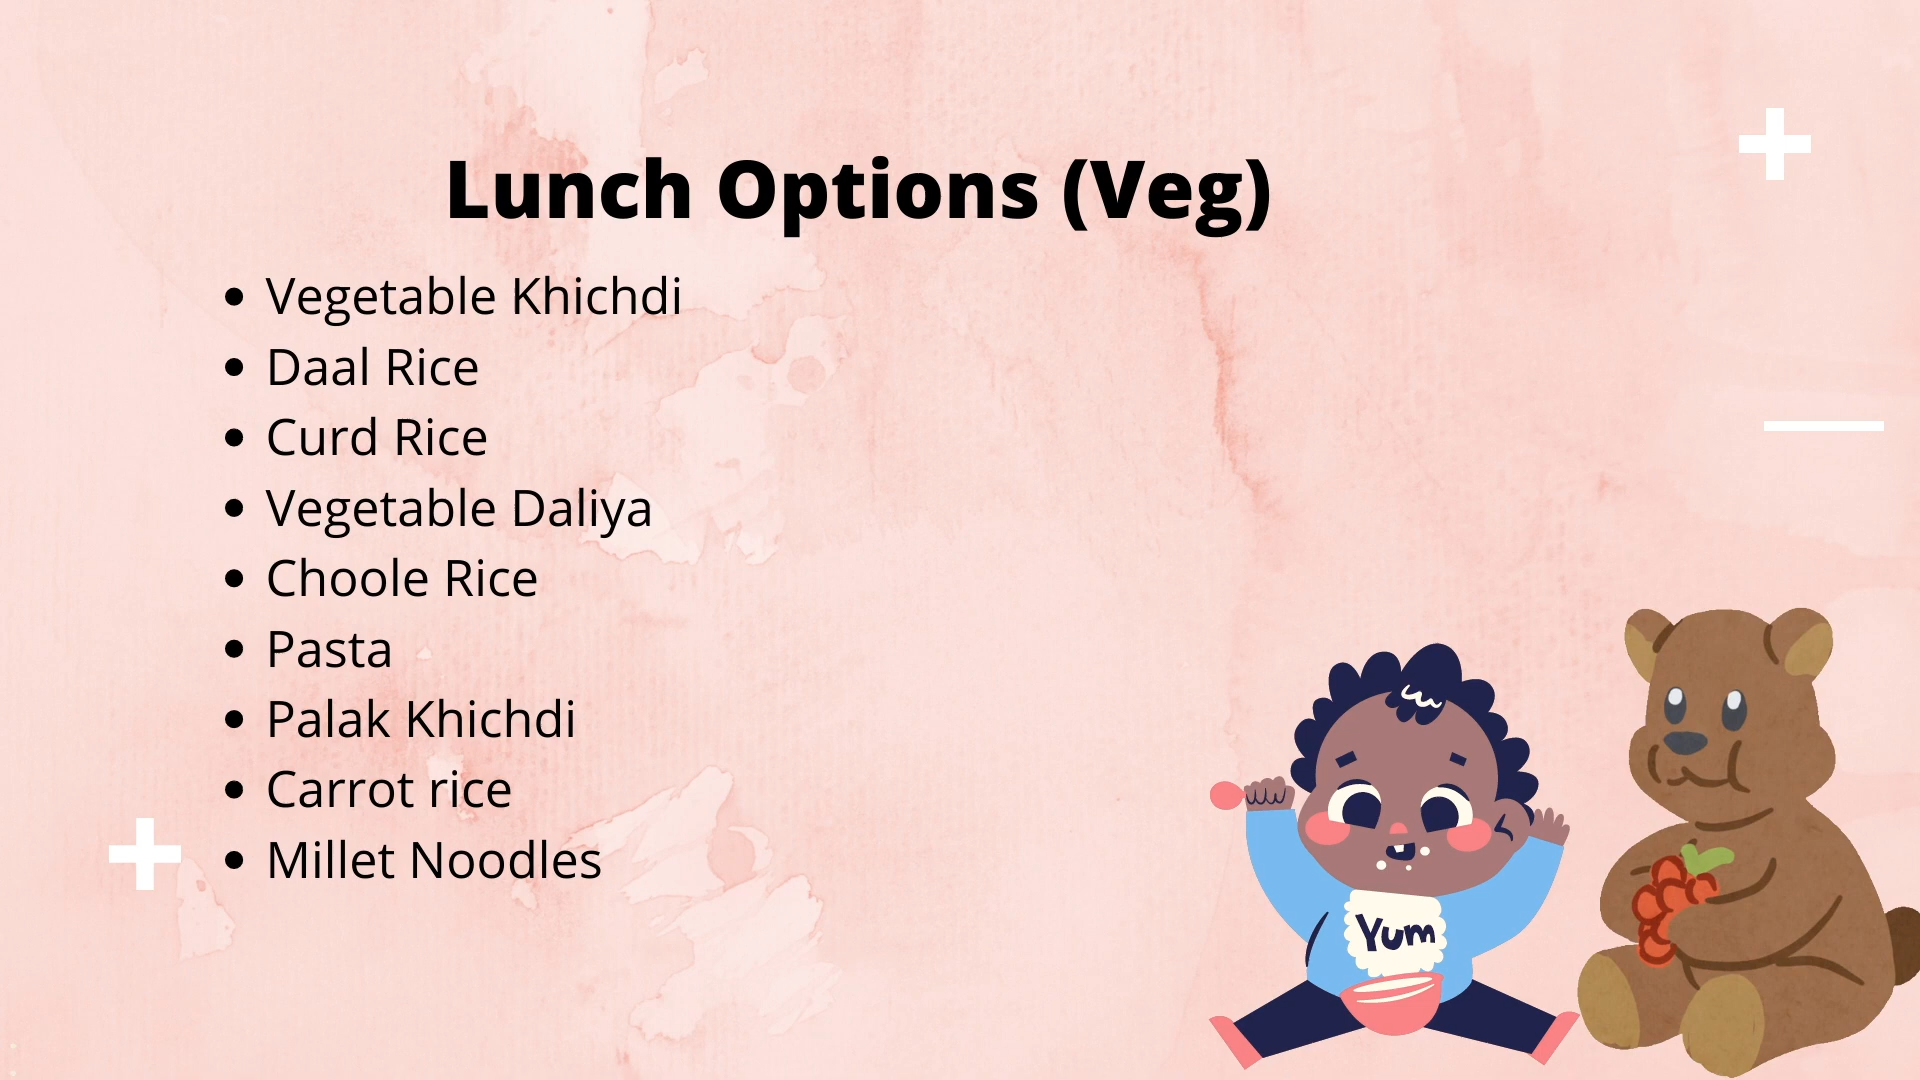 Lunch Options (Veg)
• Vegetable Khichdi
• Daal Rice
• Curd Rice
• Vegetable Daliya
• Choole Rice
• Pasta
• Palak Khichdi
• Carrot rice
• Millet Noodles
Yum